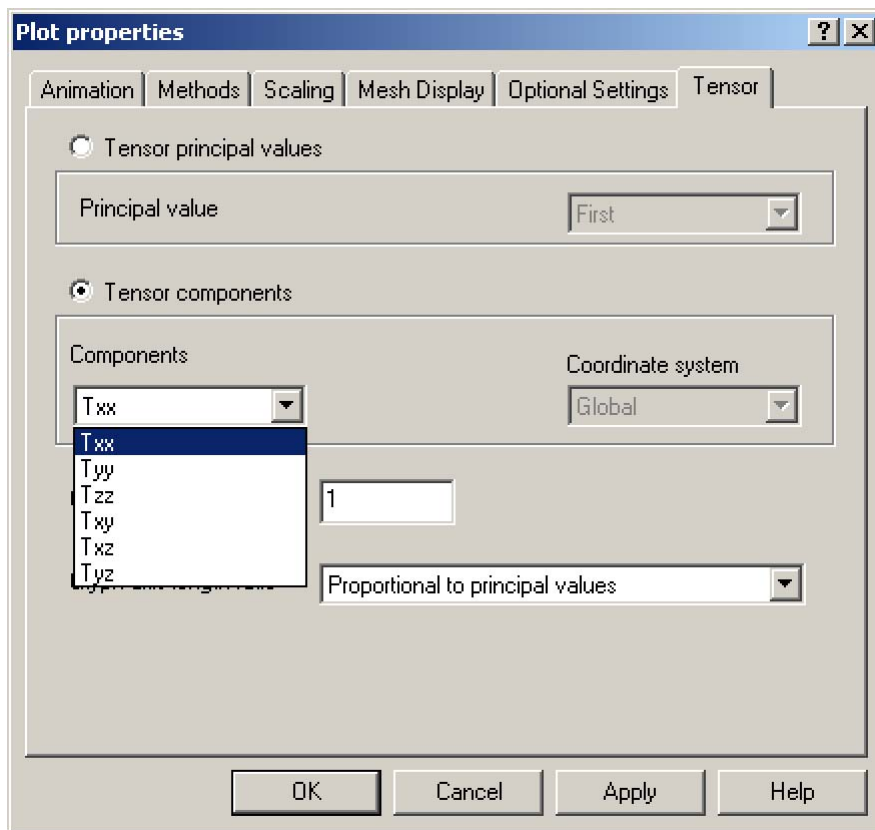 Plot properties
Animation Methods Scaling Mesh Display Optional Settings Tensor
Tensor principal values
Principal value First
Tensor components
Components
Coordinate system
Txx Global
Txx
Tyy
Tzz
1
Txy
Txz
Tyz
Proportional to principal values
OK Cancel Apply Help